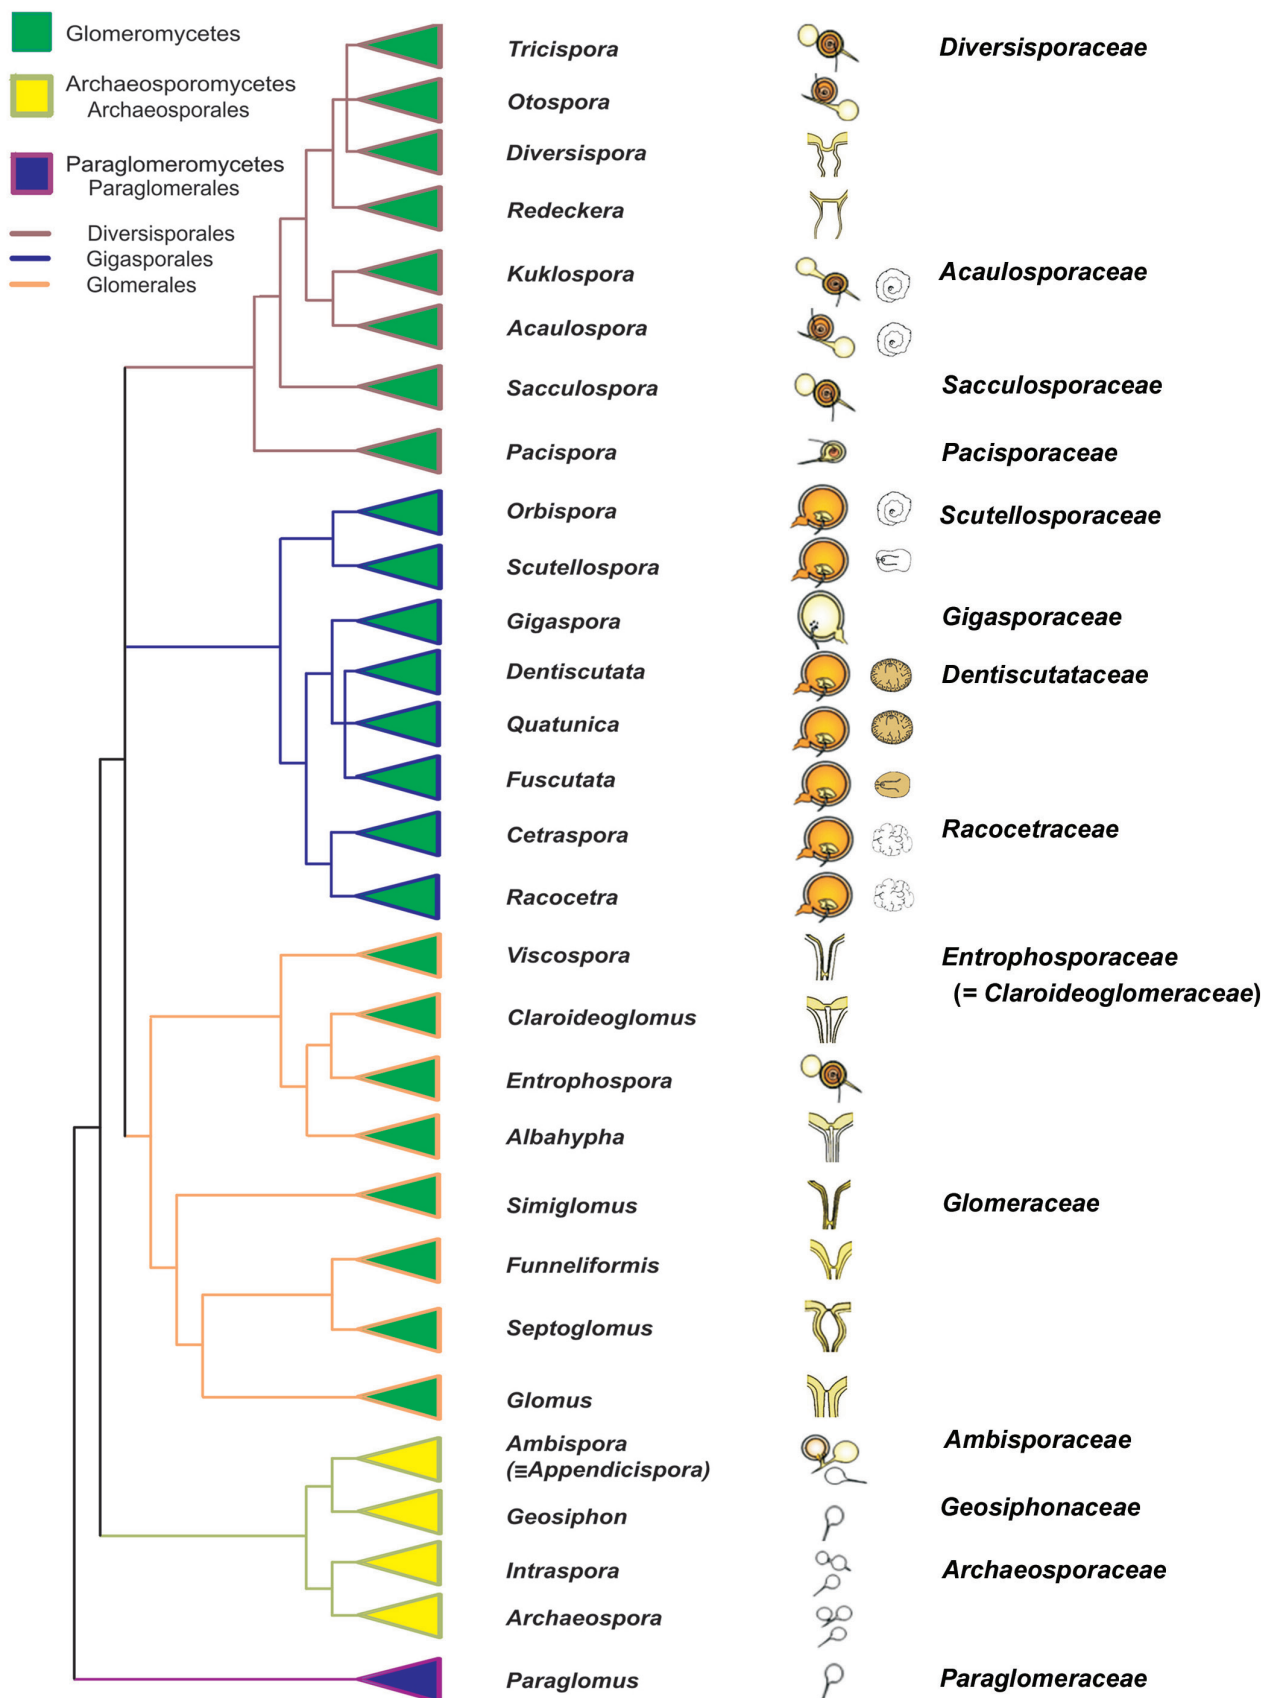 Glomeromycetes
Archaeosporomycetes
Archaeosporales
Paraglomeromycetes
Paraglomerales
Diversisporales
Gigasporales
Glomerales
Tricispora Diversisporaceae
Otospora
Diversispora
Redeckera
Kuklospora Acaulosporaceae
Acaulospora
Sacculospora Sacculosporaceae
Pacispora Pacisporaceae
Orbispora Scutellosporaceae
Scutellospora
Gigaspora Gigasporaceae
Dentiscutata Dentiscutataceae
Quatunica
Fuscutata
Cetraspora Racocetraceae
Racocetra
Viscospora Entrophosporaceae
(= Claroideoglomeraceae)
Claroideoglomus
Entrophospora
Albahypha
Simiglomus Glomeraceae
Funneliformis
Septoglomus
Glomus
Ambispora Ambisporaceae
(≡Appendicispora)
Geosiphon Geosiphonaceae
Intraspora Archaeosporaceae
Archaeospora
Paraglomus Paraglomeraceae